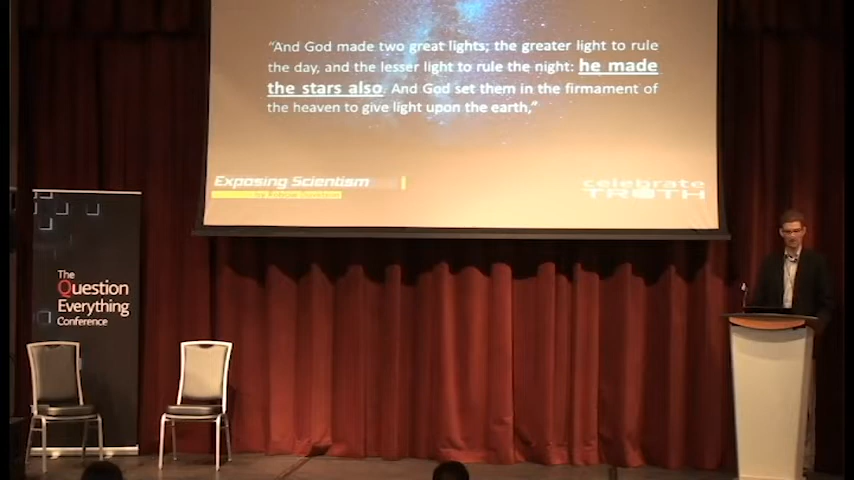 “And God made two great lights; the greater light to rule
the day, and the lesser light to rule the night: he made
the stars also. And God set them in the firmament of
the heaven to give light upon the earth,”
Exposing Scientism
celebrate
TRUTH
The
Question
Everything
Conference